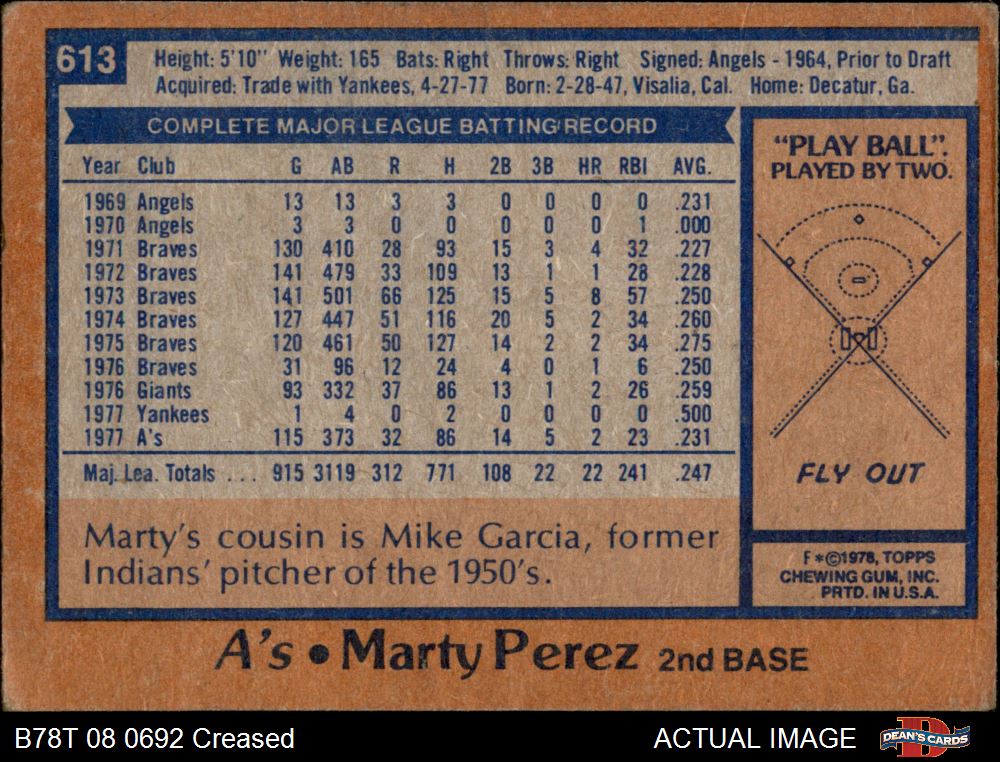 613
Height: 5'10" Weight: 165 Bats: Right Throws: Right Signed: Angels - 1964, Prior to Draft
Acquired: Trade with Yankees, 4-27-77 Born: 2-28-47, Visalia, Cal. Home: Decatur, Ga.
COMPLETE MAJOR LEAGUE BATTING RECORD
Year Club G AB R H 2B 3B HR RBI AVG.
1969 Angels 13 13 3 3 0 0 0 0 .231
1970 Angels 3 3 0 0 0 0 0 1 .000
1971 Braves 130 410 28 93 15 3 4 32 .227
1972 Braves 141 479 33 109 13 1 1 28 .228
1973 Braves 141 501 66 125 15 5 8 57 .250
1974 Braves 127 447 51 116 20 5 2 34 .260
1975 Braves 120 461 50 127 14 2 2 34 .275
1976 Braves 31 96 12 24 4 0 1 6 .250
1976 Giants 93 332 37 86 13 1 2 26 .259
1977 Yankees 1 4 0 2 0 0 0 0 .500
1977 A's 115 373 32 86 14 5 2 23 .231
Maj. Lea. Totals ... 915 3119 312 771 108 22 22 241 .247
Marty's cousin is Mike Garcia, former
Indians' pitcher of the 1950's.
"PLAY BALL".
PLAYED BY TWO.
FLY OUT
F*©1978, TOPPS
CHEWING GUM, INC.
PRTD. IN U.S.A.
A's • Marty Perez 2nd BASE
B78T 08 0692 Creased
ACTUAL IMAGE
D
DEAN'S CARDS